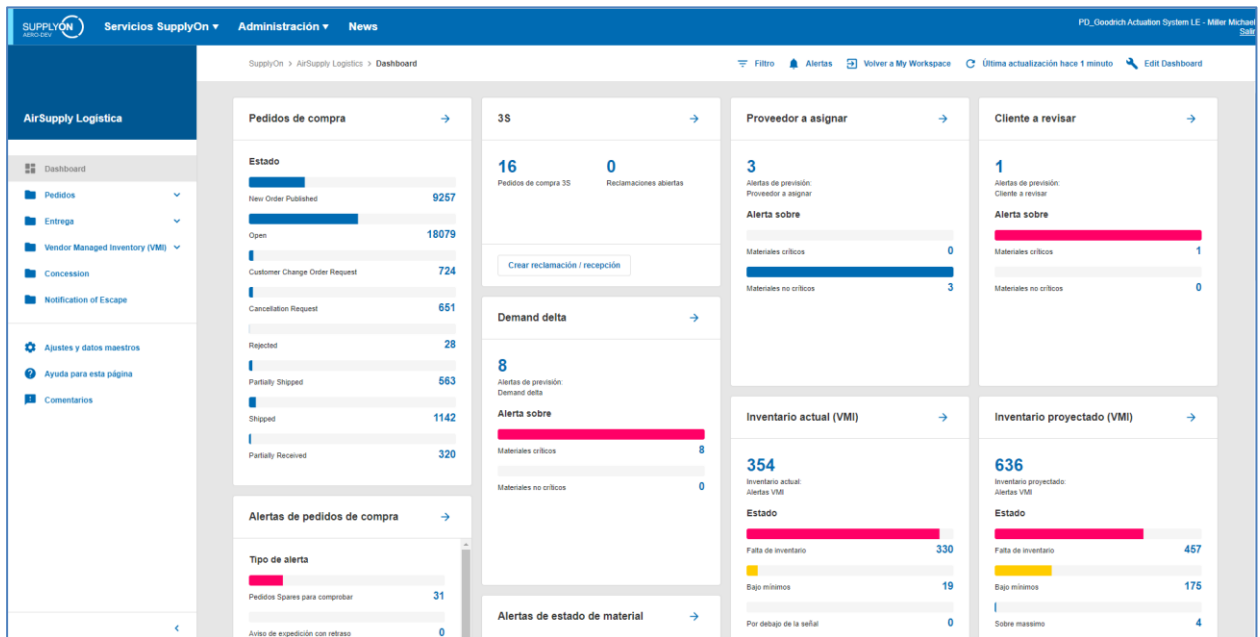 SUPPLYON
AERO-DEV
Servicios SupplyOn
Administración
News
PD_Goodrich Actuation System LE - Miller Michael
Salir
SupplyOn > AirSupply Logistics > Dashboard
Filtro
Alertas
Volver a My Workspace
Última actualización hace 1 minuto
Edit Dashboard
AirSupply Logística
Dashboard
Pedidos
Entrega
Vendor Managed Inventory (VMI)
Concession
Notification of Escape
Ajustes y datos maestros
Ayuda para esta página
Comentarios
Pedidos de compra
Estado
New Order Published 9257
Open 18079
Customer Change Order Request 724
Cancellation Request 651
Rejected 28
Partially Shipped 563
Shipped 1142
Partially Received 320
Alertas de pedidos de compra
Tipo de alerta
Pedidos Spares para comprobar 31
Aviso de expedición con retraso 0
3S
16 0
Pedidos de compra 3S Reclamaciones abiertas
Crear reclamación / recepción
Demand delta
8
Alertas de previsión:
Demand delta
Alerta sobre
Materiales críticos 8
Materiales no críticos 0
Alertas de estado de material
Proveedor a asignar
3
Alertas de previsión:
Proveedor a asignar
Alerta sobre
Materiales críticos 0
Materiales no críticos 3
Cliente a revisar
1
Alertas de previsión:
Cliente a revisar
Alerta sobre
Materiales críticos 1
Materiales no críticos 0
Inventario actual (VMI)
354
Inventario actual:
Alertas VMI
Estado
Falta de inventario 330
Bajo mínimos 19
Por debajo de la señal 0
Inventario proyectado (VMI)
636
Inventario proyectado:
Alertas VMI
Estado
Falta de inventario 457
Bajo mínimos 175
Sobre massimo 4